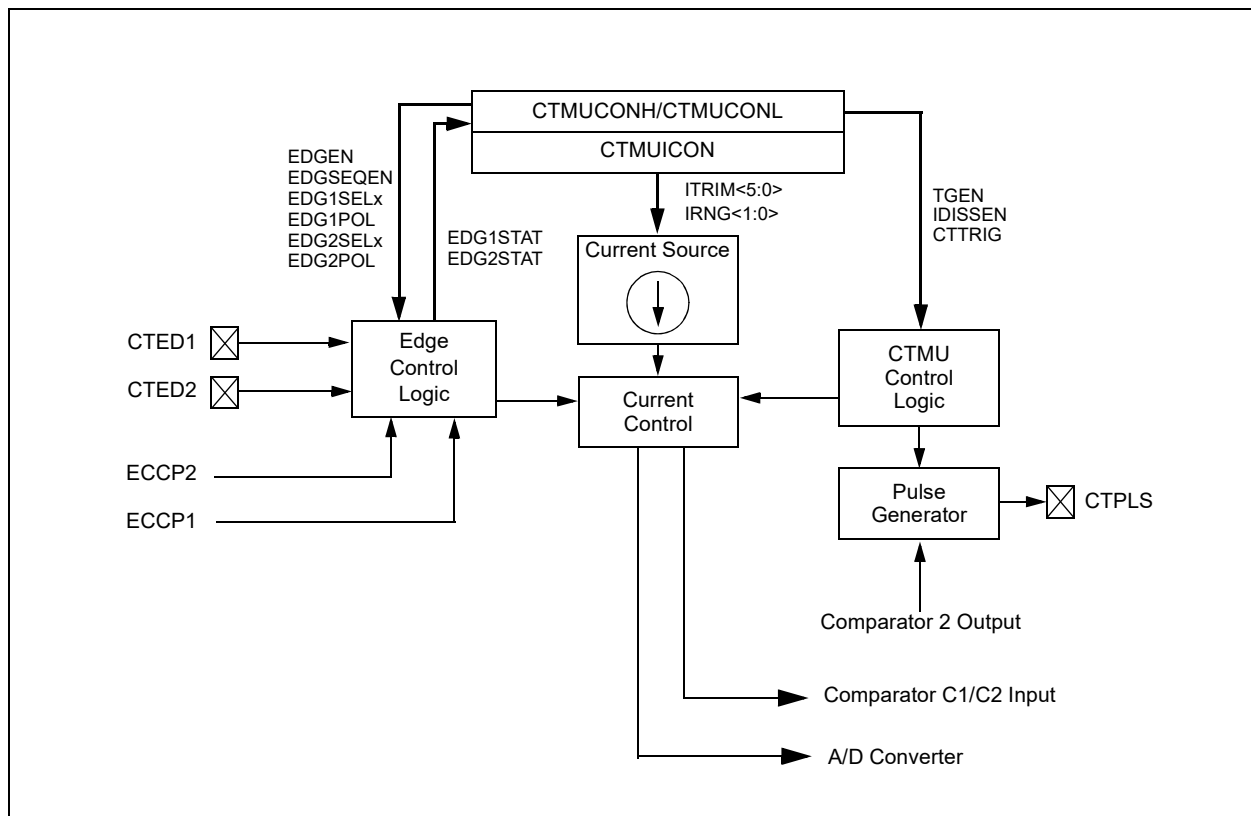 CTMUCONH/CTMUCONL
CTMUICON
EDGEN
EDGSEQEN
EDG1SELx
EDG1POL
EDG2SELx
EDG2POL
EDG1STAT
EDG2STAT
ITRIM<5:0>
IRNG<1:0>
TGEN
IDISSEN
CTTRIG
Current Source
CTED1
CTED2
Edge
Control
Logic
Current
Control
CTMU
Control
Logic
ECCP2
ECCP1
Pulse
Generator
CTPLS
Comparator 2 Output
Comparator C1/C2 Input
A/D Converter